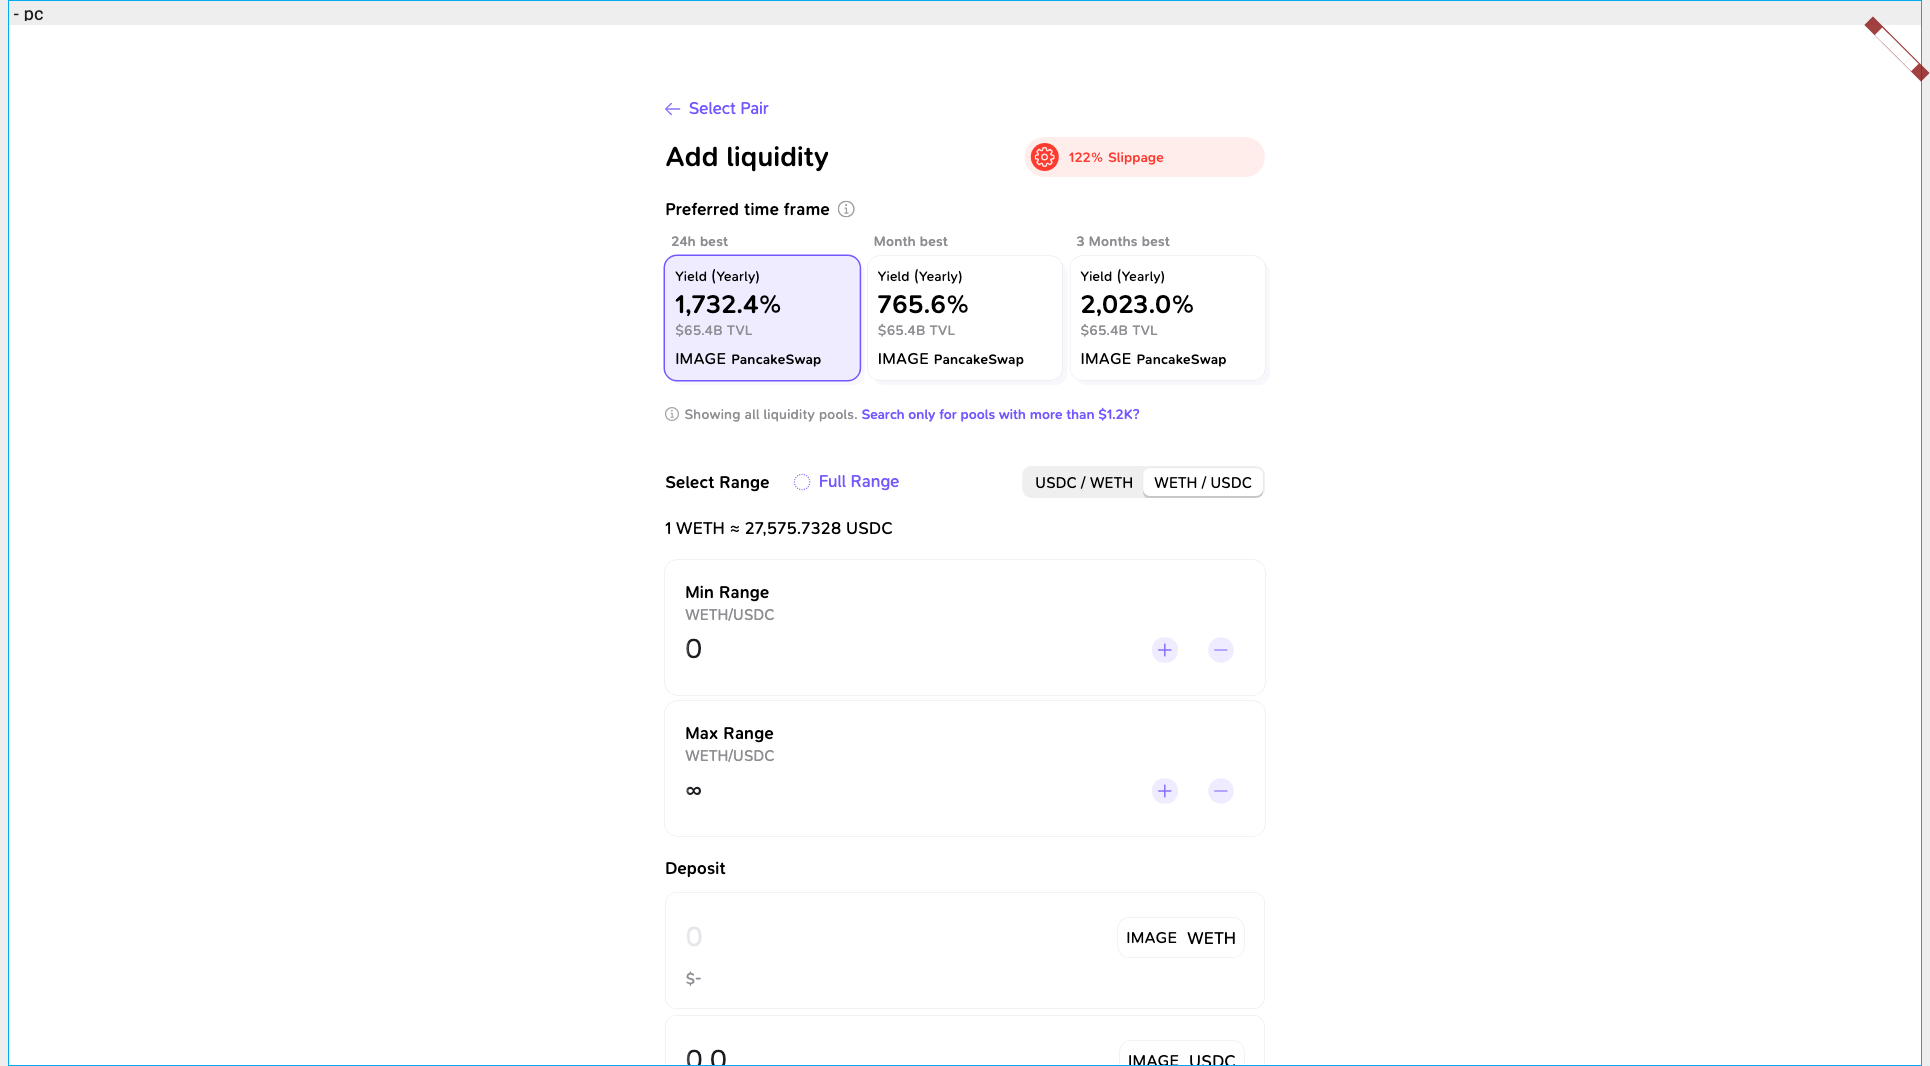 - pc
Select Pair
Add liquidity
122% Slippage
Preferred time frame
24h best
Month best
3 Months best
Yield (Yearly)
1,732.4%
$65.4B TVL
IMAGE PancakeSwap
Yield (Yearly)
765.6%
$65.4B TVL
IMAGE PancakeSwap
Yield (Yearly)
2,023.0%
$65.4B TVL
IMAGE PancakeSwap
Showing all liquidity pools. Search only for pools with more than $1.2K?
Select Range
Full Range
USDC / WETH
WETH / USDC
1 WETH ≈ 27,575.7328 USDC
Min Range
WETH/USDC
0
Max Range
WETH/USDC
∞
Deposit
0
IMAGE WETH
$-
0.0
IMAGE USDC